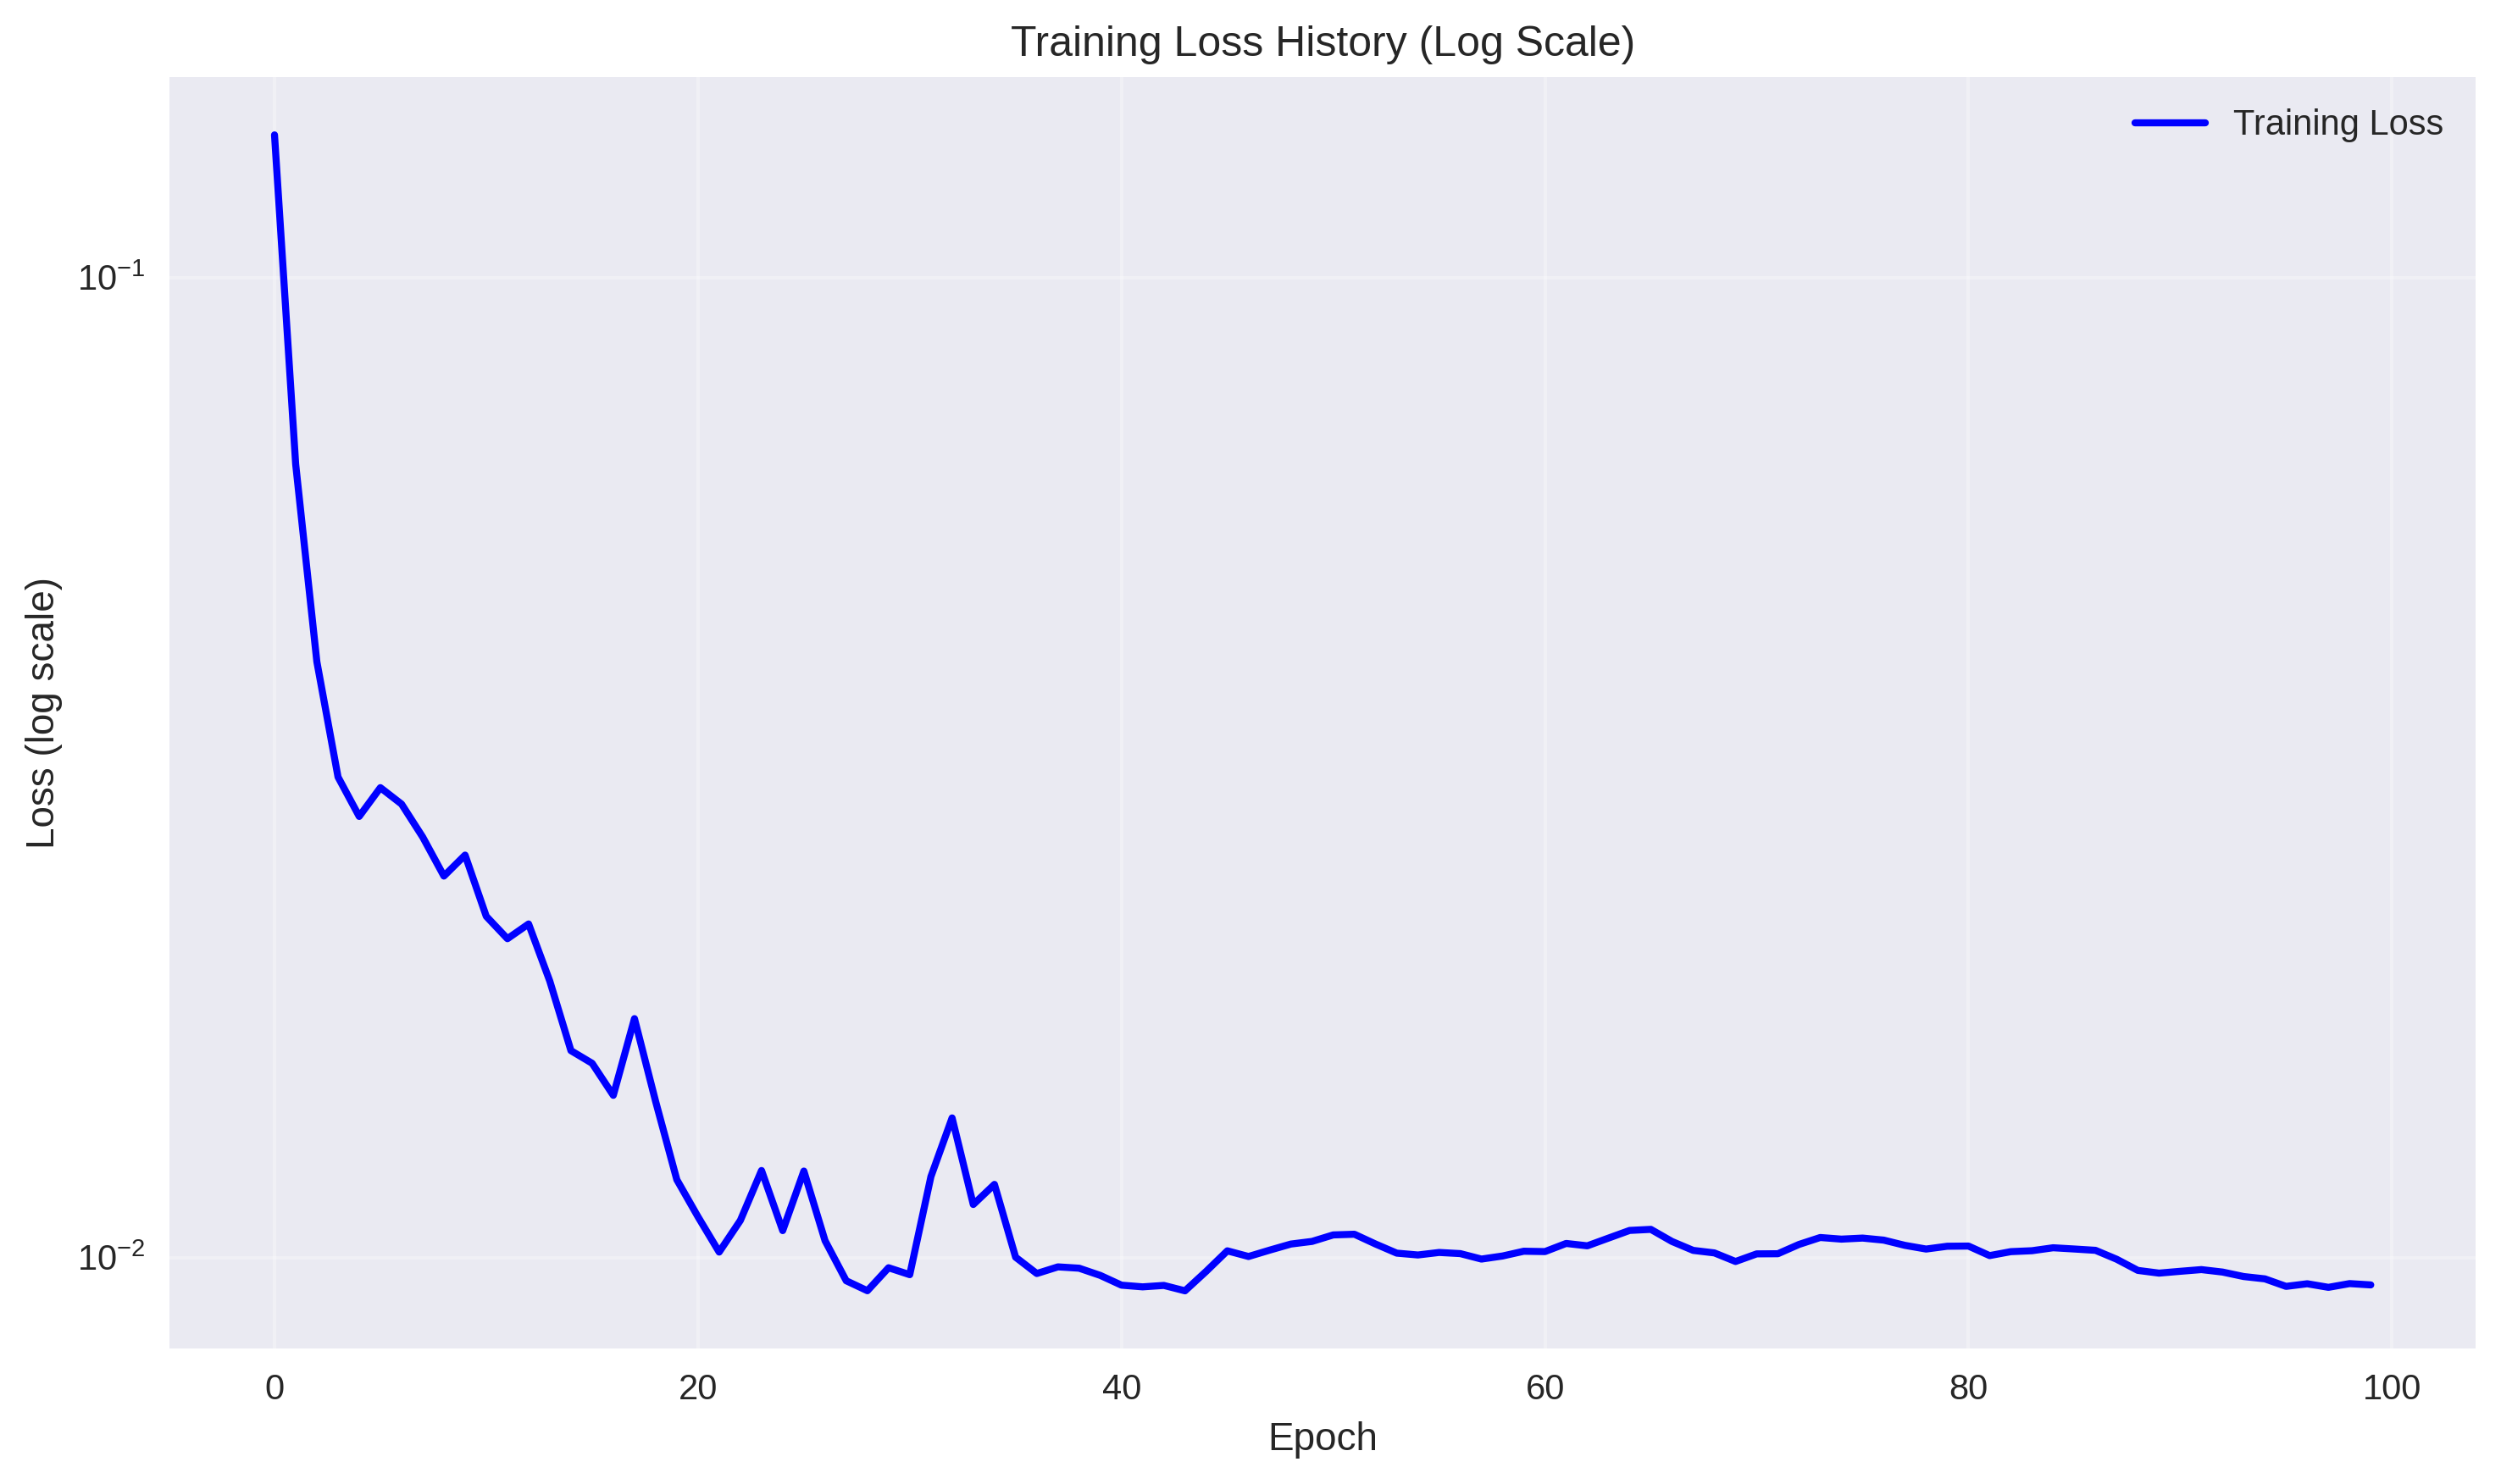 Training Loss History (Log Scale)
Training Loss
10⁻¹
10⁻²
Loss (log scale)
0 20 40 60 80 100
Epoch